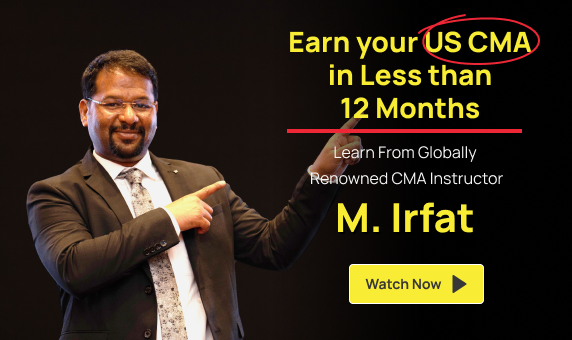 Earn your US CMA
in Less than
12 Months
Learn From Globally
Renowned CMA Instructor
M. Irfat
Watch Now